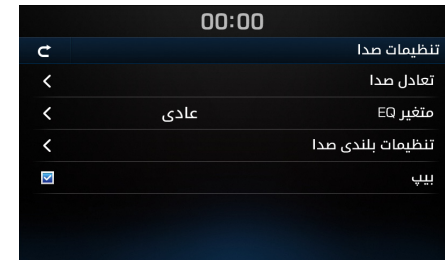 00:00
تنظیمات صدا
تعادل صدا
متغیر EQ عادی
تنظیمات بلندی صدا
بیپ